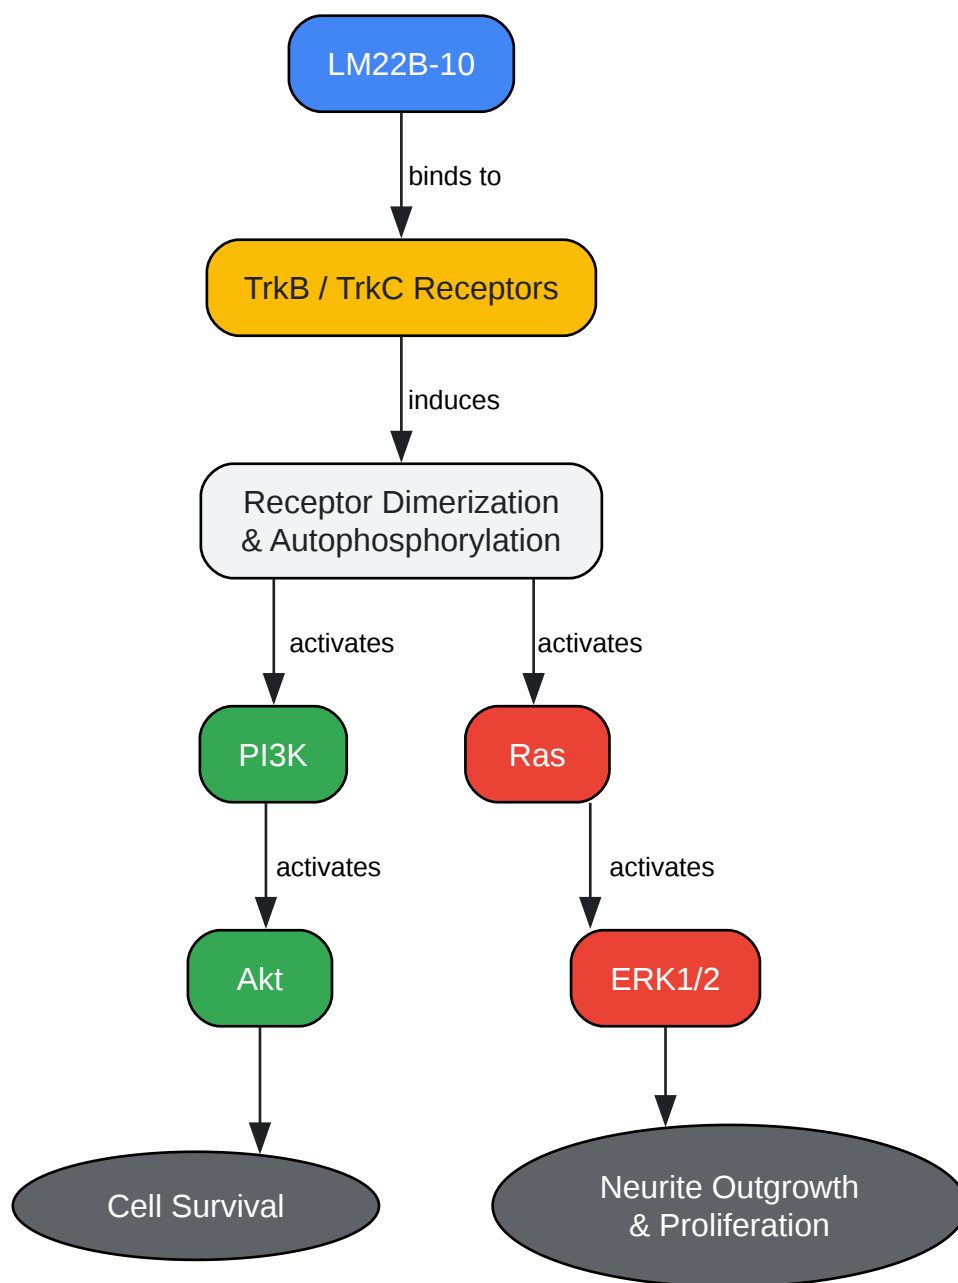 LM22B-10
binds to
TrkB / TrkC Receptors
induces
Receptor Dimerization
& Autophosphorylation
activates
activates
PI3K
Ras
activates
activates
Akt
ERK1/2
Cell Survival
Neurite Outgrowth
& Proliferation